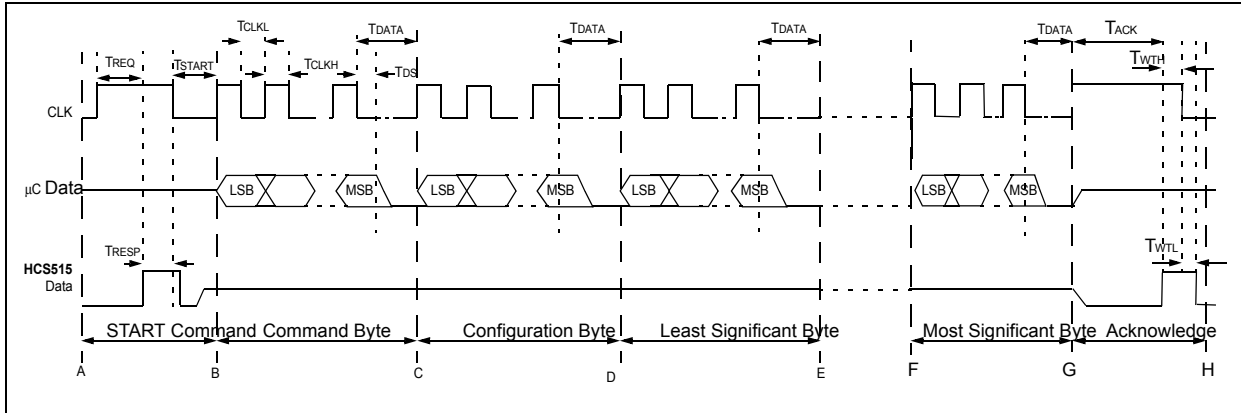 TCLKL TDATA TDATA TDATA TDATA TACK
TREQ TSTART TCLKH TDS TWTH
CLK
µC Data LSB MSB LSB MSB LSB MSB LSB MSB
TRESP TWTL
HCS515
Data
START Command Command Byte Configuration Byte Least Significant Byte Most Significant Byte Acknowledge
A B C D E F G H